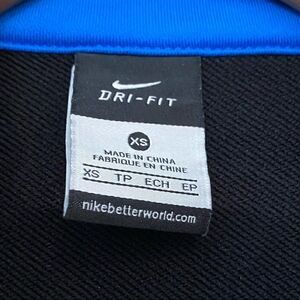 DRI-FIT
XS
MADE IN CHINA
FABRIQUE EN CHINE
XS TP ECH EP
nikebetterworld.com